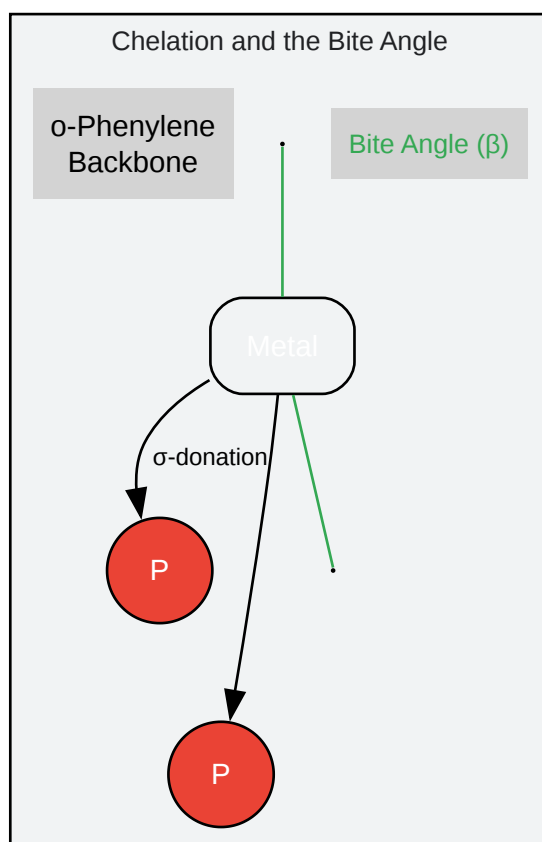 Chelation and the Bite Angle
o-Phenylene
Backbone
Bite Angle (β)
Metal
σ-donation
P
P